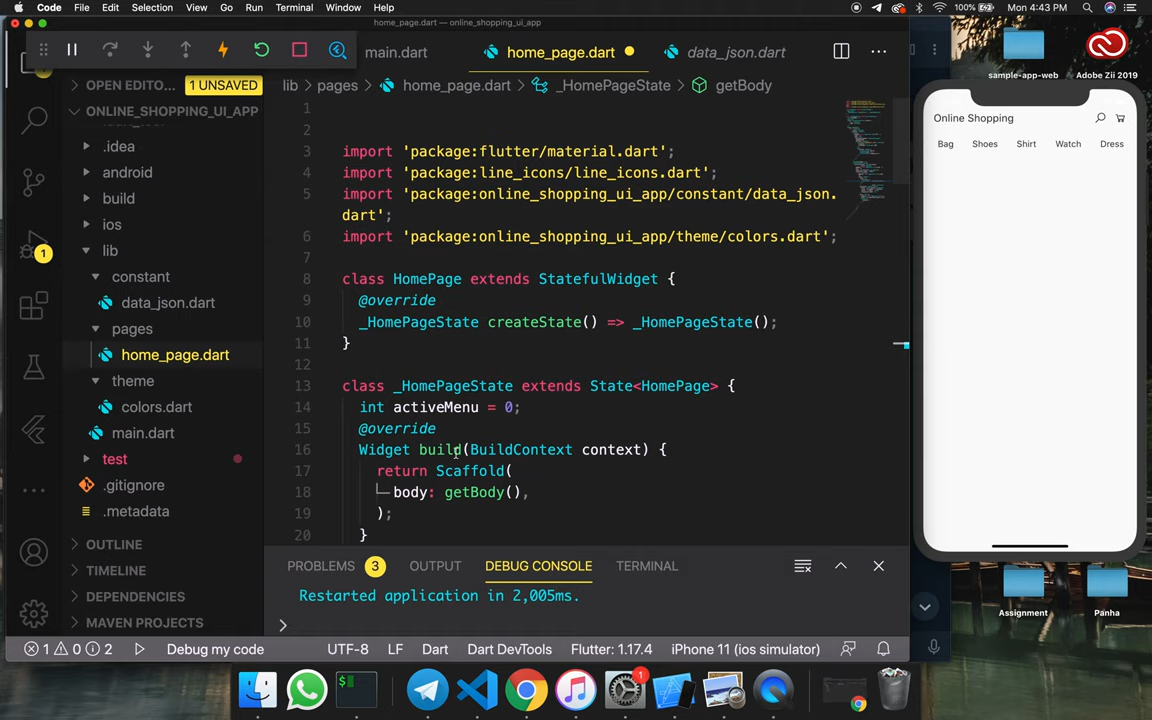 Code File Edit Selection View Go Run Terminal Window Help 100% Mon 4:43 PM
home_page.dart — online_shopping_ui_app
main.dart home_page.dart data_json.dart
OPEN EDITO... 1 UNSAVED
lib pages home_page.dart _HomePageState getBody
ONLINE_SHOPPING_UI_APP
.idea
android
build
ios
lib
constant
data_json.dart
pages
home_page.dart
theme
colors.dart
main.dart
test
.gitignore
.metadata
OUTLINE
TIMELINE
DEPENDENCIES
MAVEN PROJECTS
1
1
2
3 import 'package:flutter/material.dart';
4 import 'package:line_icons/line_icons.dart';
5 import 'package:online_shopping_ui_app/constant/data_json.
dart';
6 import 'package:online_shopping_ui_app/theme/colors.dart';
7
8 class HomePage extends StatefulWidget {
9 @override
10 _HomePageState createState() => _HomePageState();
11 }
12
13 class _HomePageState extends State<HomePage> {
14 int activeMenu = 0;
15 @override
16 Widget build(BuildContext context) {
17 return Scaffold(
18 body: getBody(),
19 );
20 }
PROBLEMS 3 OUTPUT DEBUG CONSOLE TERMINAL
Restarted application in 2,005ms.
1 0 2 Debug my code UTF-8 LF Dart Dart DevTools Flutter: 1.17.4 iPhone 11 (ios simulator)
sample-app-web Adobe Zii 2019
Online Shopping
Bag Shoes Shirt Watch Dress
Assignment Panha
1